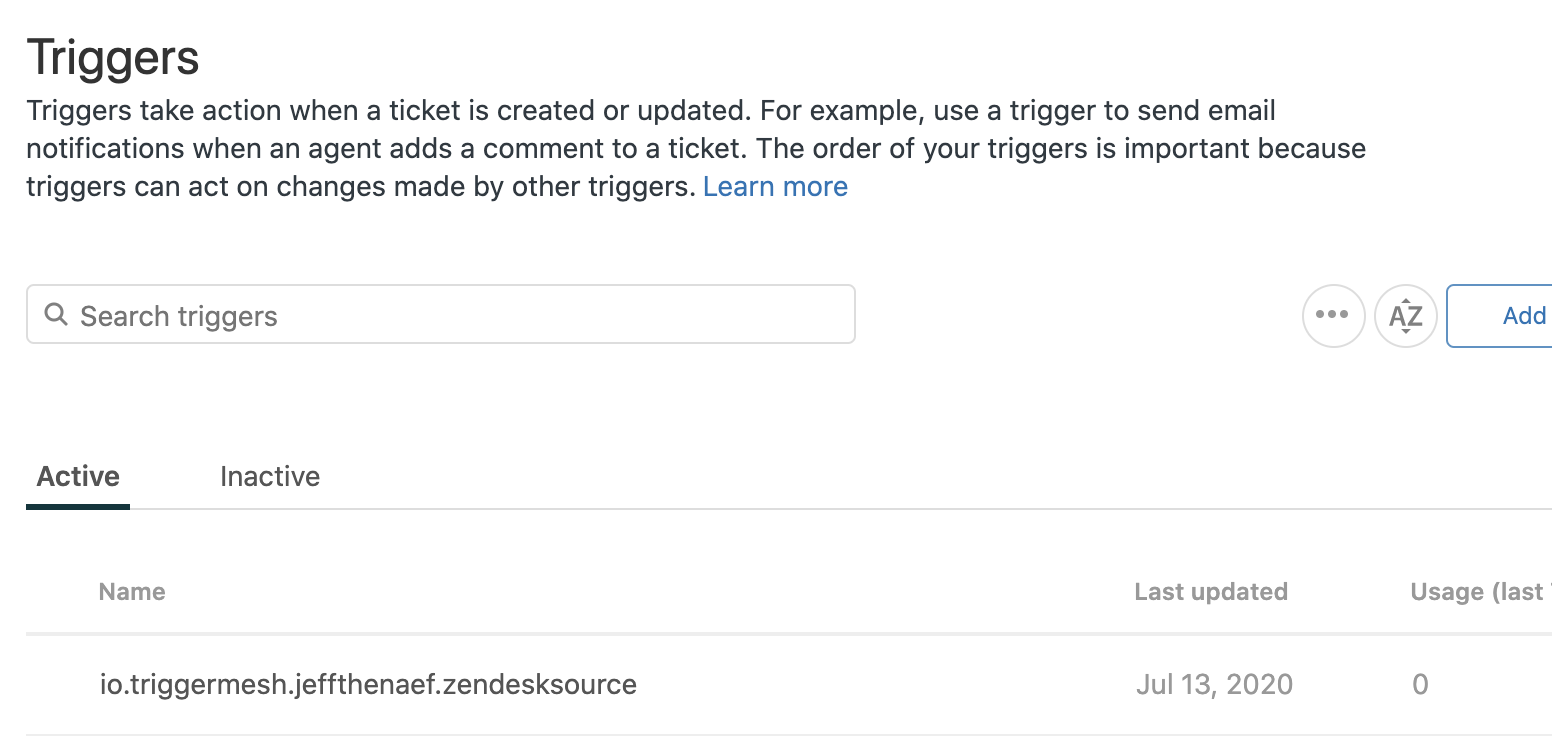 Triggers
Triggers take action when a ticket is created or updated. For example, use a trigger to send email
notifications when an agent adds a comment to a ticket. The order of your triggers is important because
triggers can act on changes made by other triggers. Learn more
Search triggers
AZ
Add
Active Inactive
Name Last updated Usage (last
io.triggermesh.jeffthenaef.zendesksource Jul 13, 2020 0